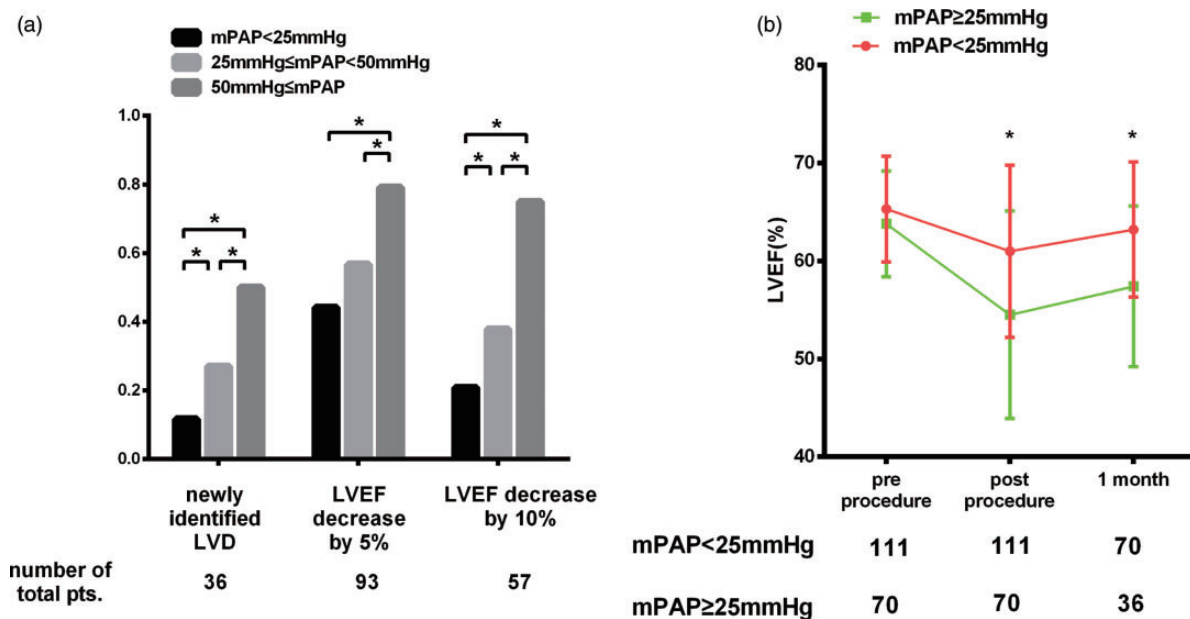 (a)
mPAP<25mmHg
25mmHg≤mPAP<50mmHg
50mmHg≤mPAP
1.0
0.8
0.6
0.4
0.2
0.0
* * *
* *
* * *
newly
identified
LVD
LVEF
decrease
by 5%
LVEF decrease
by 10%
number of
total pts.
36 93 57
(b)
mPAP≥25mmHg
mPAP<25mmHg
LVEF(%)
80
70
60
50
40
* *
pre
procedure
post
procedure
1 month
mPAP<25mmHg 111 111 70
mPAP≥25mmHg 70 70 36